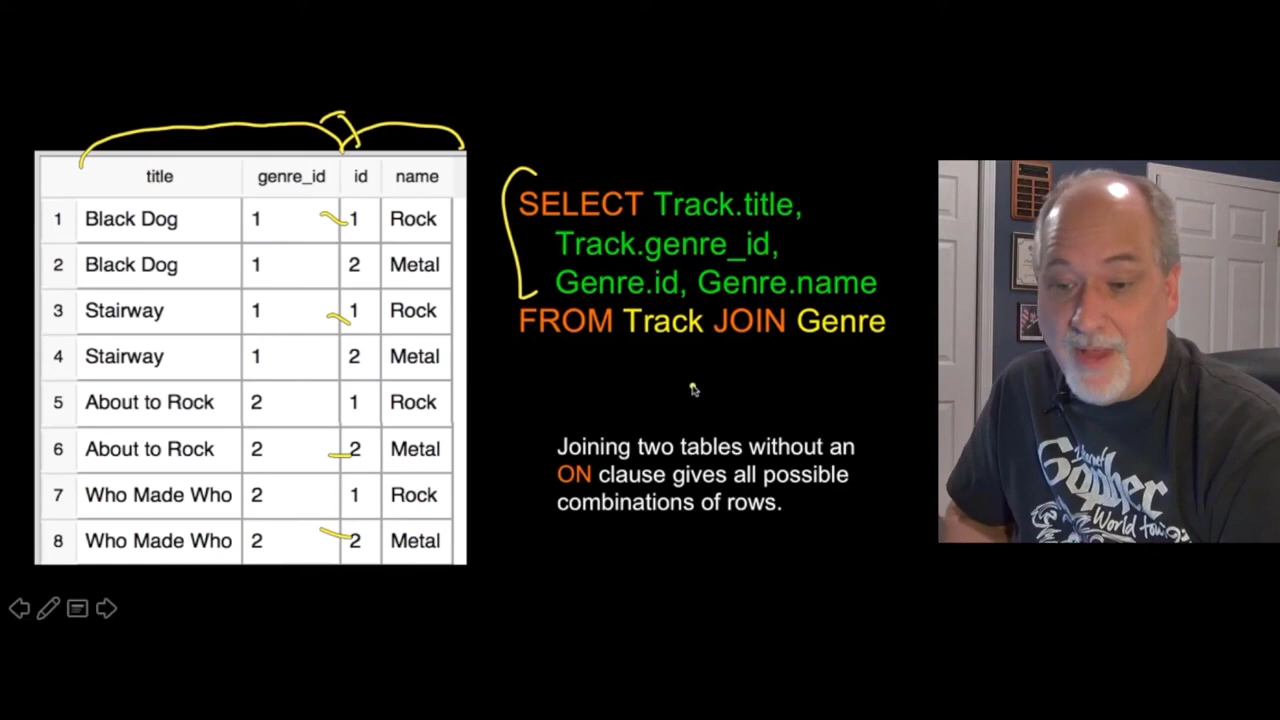 title genre_id id name
1 Black Dog 1 1 Rock
2 Black Dog 1 2 Metal
3 Stairway 1 1 Rock
4 Stairway 1 2 Metal
5 About to Rock 2 1 Rock
6 About to Rock 2 2 Metal
7 Who Made Who 2 1 Rock
8 Who Made Who 2 2 Metal
SELECT Track.title,
Track.genre_id,
Genre.id, Genre.name
FROM Track JOIN Genre
Joining two tables without an
ON clause gives all possible
combinations of rows.
Internet
Gopher
World tour